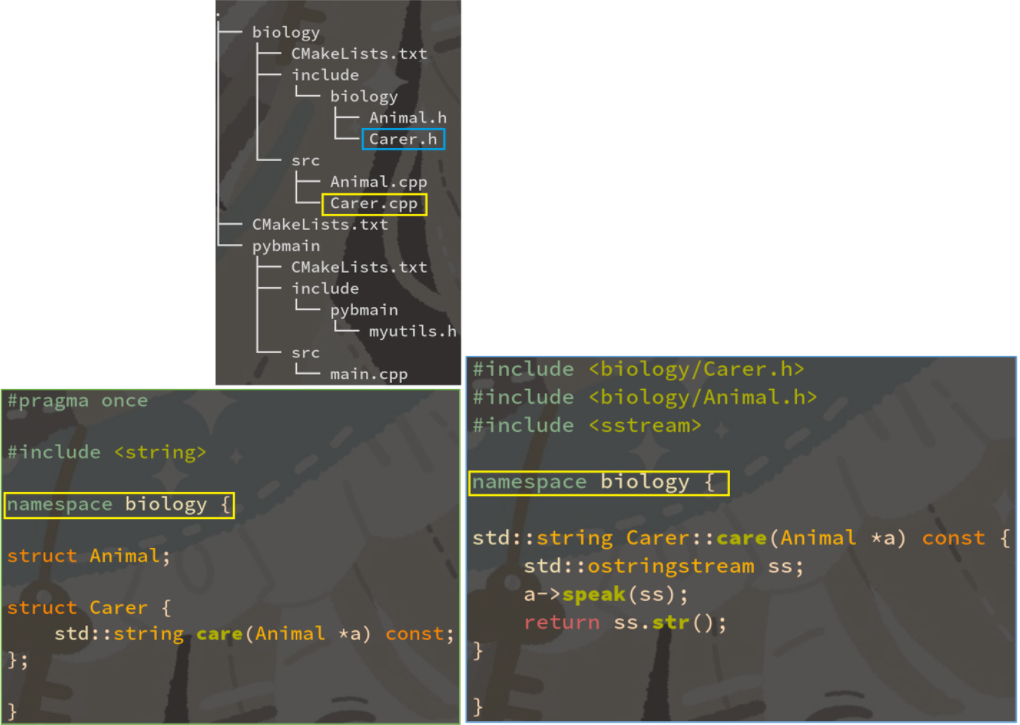 .
├── biology
│   ├── CMakeLists.txt
│   ├── include
│   │   └── biology
│   │       ├── Animal.h
│   │       └── Carer.h
│   └── src
│       ├── Animal.cpp
│       └── Carer.cpp
├── CMakeLists.txt
└── pybmain
    ├── CMakeLists.txt
    ├── include
    │   └── pybmain
    │       └── myutils.h
    └── src
        └── main.cpp
#pragma once
#include <string>
namespace biology {
struct Animal;
struct Carer {
    std::string care(Animal *a) const;
};
}
#include <biology/Carer.h>
#include <biology/Animal.h>
#include <sstream>
namespace biology {
std::string Carer::care(Animal *a) const {
    std::ostringstream ss;
    a->speak(ss);
    return ss.str();
}
}